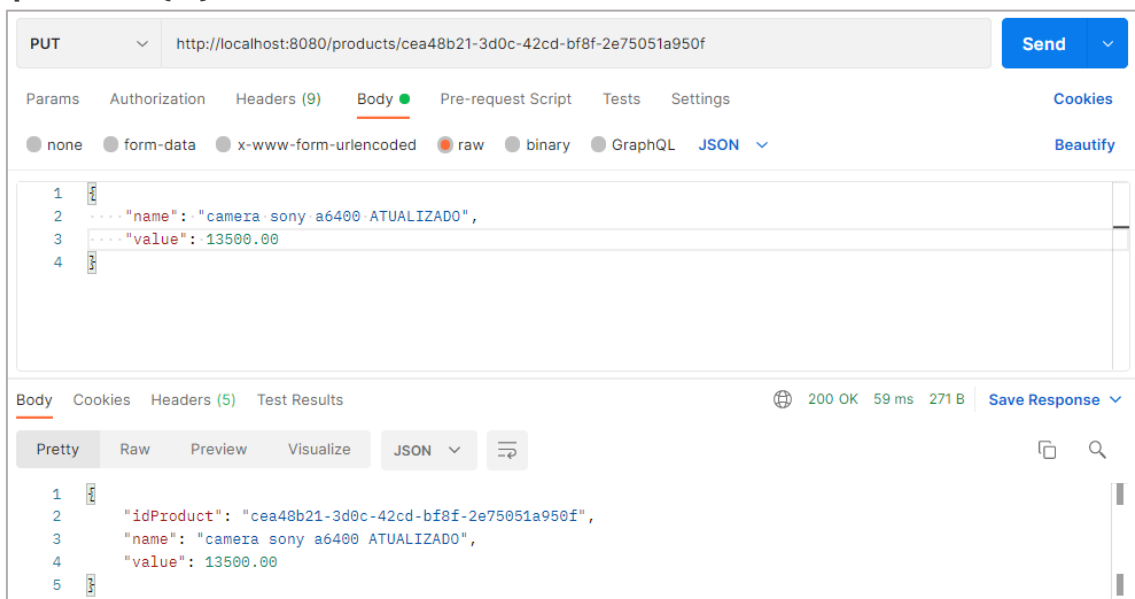 PUT http://localhost:8080/products/cea48b21-3d0c-42cd-bf8f-2e75051a950f Send
Params Authorization Headers (9) Body Pre-request Script Tests Settings Cookies
none form-data x-www-form-urlencoded raw binary GraphQL JSON Beautify
1 {
2 "name": "camera sony a6400 ATUALIZADO",
3 "value": 13500.00
4 }
Body Cookies Headers (5) Test Results 200 OK 59 ms 271 B Save Response
Pretty Raw Preview Visualize JSON
1 {
2 "idProduct": "cea48b21-3d0c-42cd-bf8f-2e75051a950f",
3 "name": "camera sony a6400 ATUALIZADO",
4 "value": 13500.00
5 }